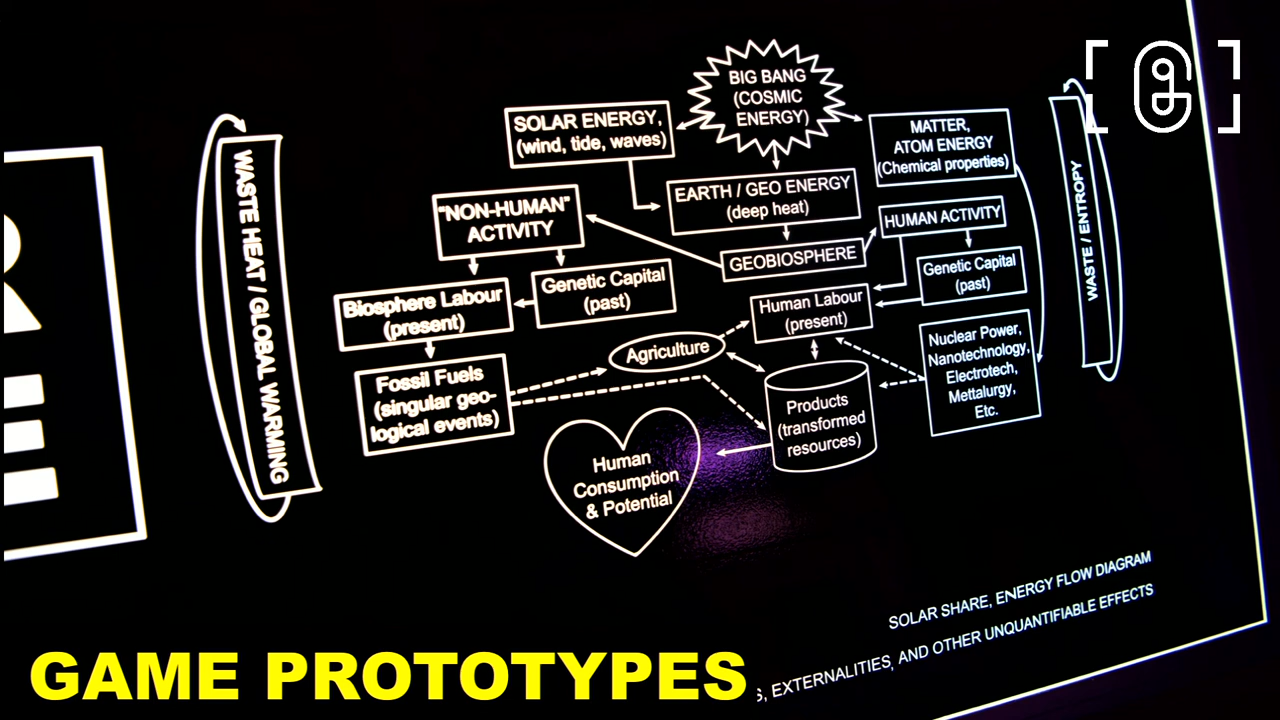 BIG BANG
(COSMIC
ENERGY)
SOLAR ENERGY,
(wind, tide, waves)
MATTER,
ATOM ENERGY
(Chemical properties)
EARTH / GEO ENERGY
(deep heat)
"NON-HUMAN"
ACTIVITY
HUMAN ACTIVITY
GEOBIOSPHERE
Genetic Capital
(past)
Genetic Capital
(past)
Biosphere Labour
(present)
Human Labour
(present)
Agriculture
Nuclear Power,
Nanotechnology,
Electrotech,
Mettalurgy,
Etc.
Fossil Fuels
(singular geo-
logical events)
Products
(transformed
resources)
Human
Consumption
& Potential
WASTE HEAT / GLOBAL WARMING
WASTE / ENTROPY
SOLAR SHARE, ENERGY FLOW DIAGRAM
EXTERNALITIES, AND OTHER UNQUANTIFIABLE EFFECTS
GAME PROTOTYPES